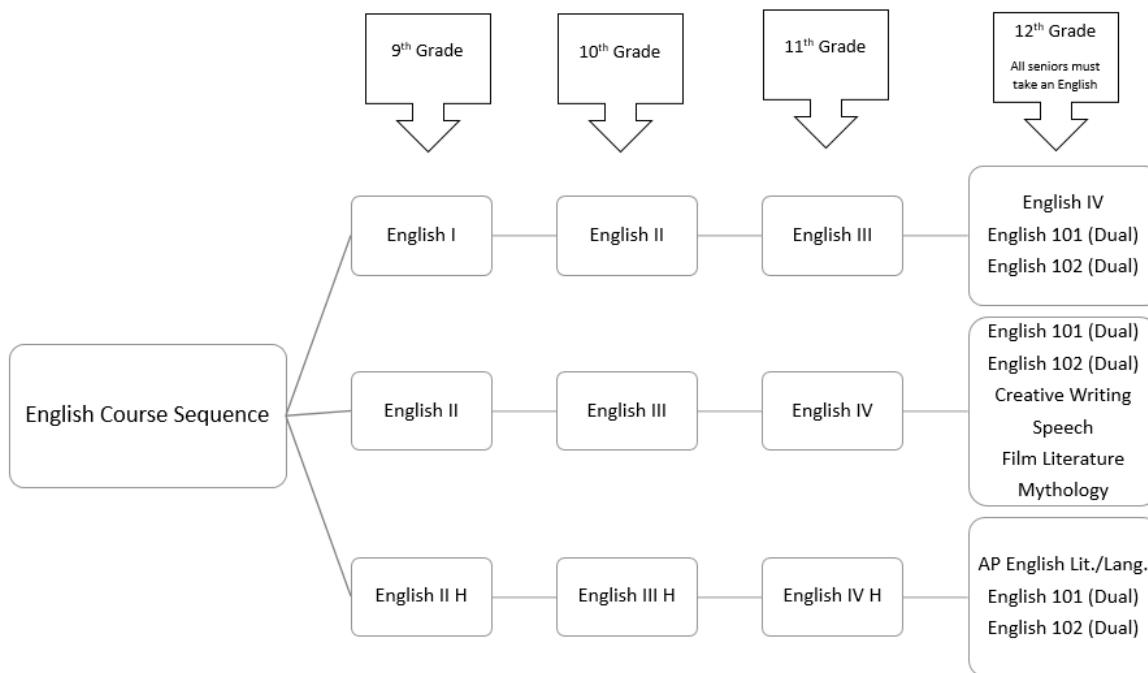 9th Grade
10th Grade
11th Grade
12th Grade
All seniors must
take an English
English Course Sequence
English I
English II
English III
English IV
English 101 (Dual)
English 102 (Dual)
English II
English III
English IV
English 101 (Dual)
English 102 (Dual)
Creative Writing
Speech
Film Literature
Mythology
English II H
English III H
English IV H
AP English Lit./Lang.
English 101 (Dual)
English 102 (Dual)